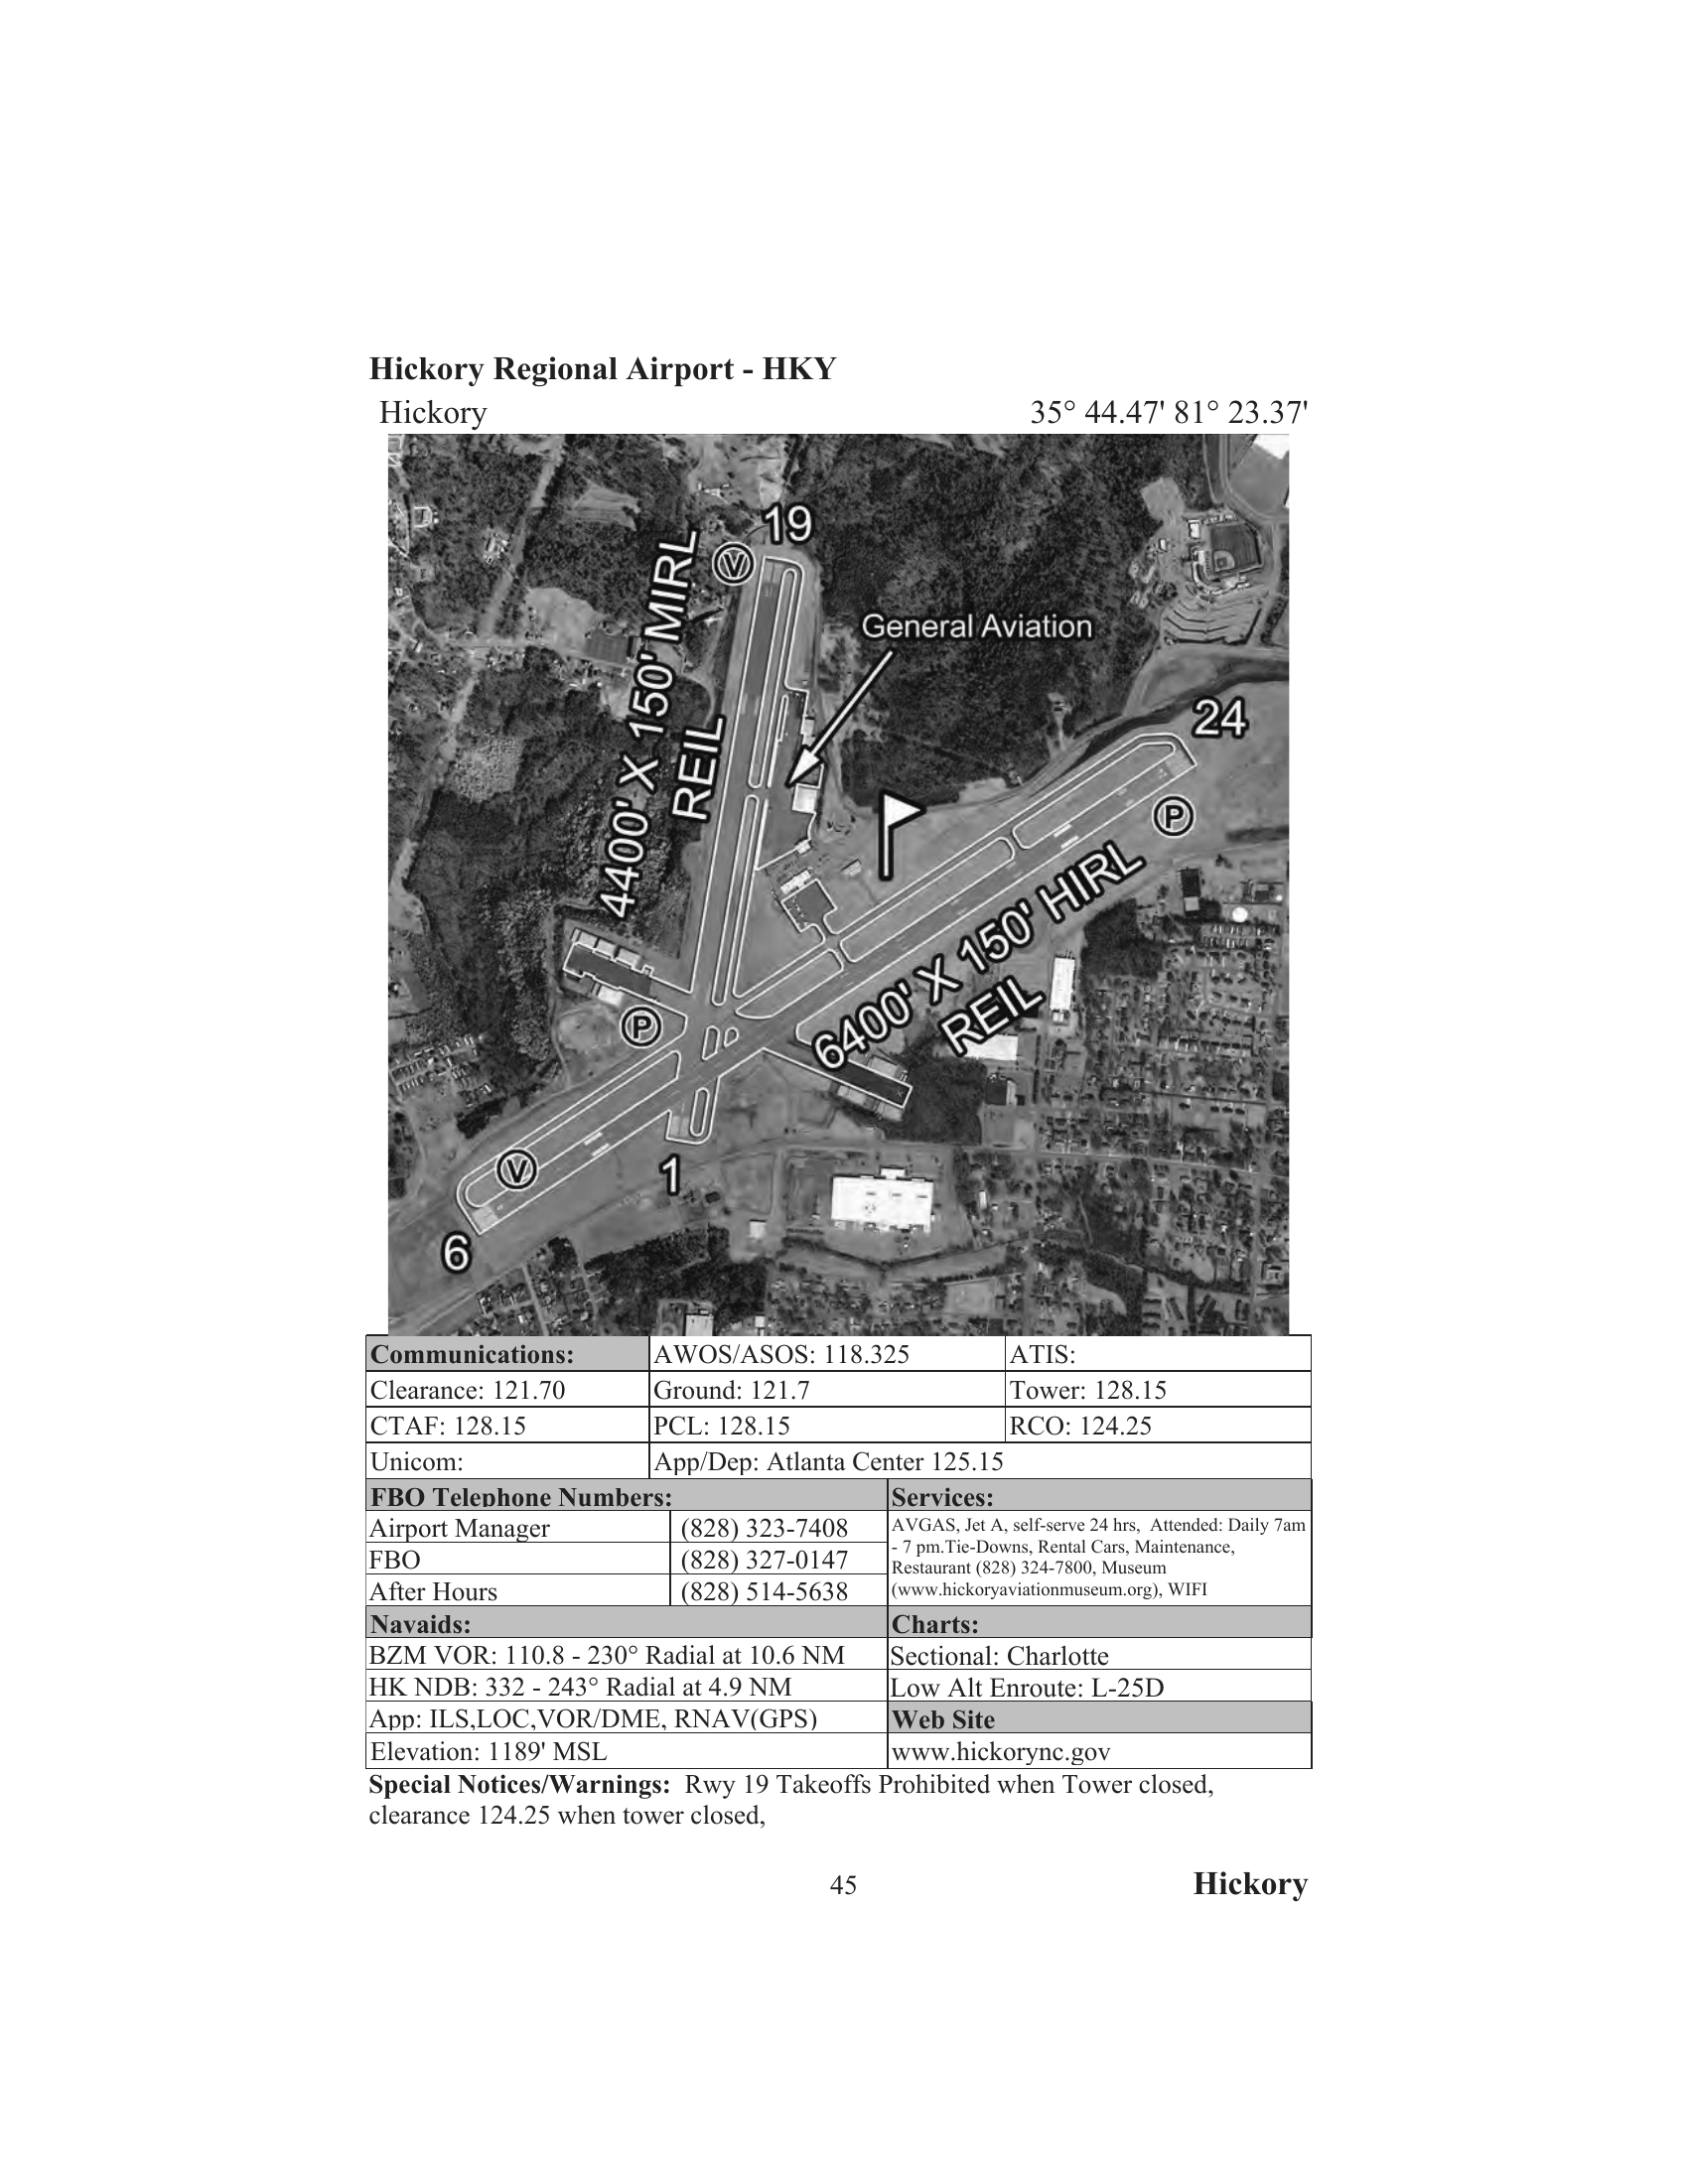 Hickory Regional Airport - HKY
Hickory 35° 44.47' 81° 23.37'
19
V
4400' X 150' MIRL
REIL
General Aviation
24
P
6400' X 150' HIRL
REIL
P
V
1
6
Communications: AWOS/ASOS: 118.325 ATIS:
Clearance: 121.70 Ground: 121.7 Tower: 128.15
CTAF: 128.15 PCL: 128.15 RCO: 124.25
Unicom: App/Dep: Atlanta Center 125.15
FBO Telephone Numbers: Services:
Airport Manager (828) 323-7408
FBO (828) 327-0147
After Hours (828) 514-5638
AVGAS, Jet A, self-serve 24 hrs, Attended: Daily 7am
- 7 pm.Tie-Downs, Rental Cars, Maintenance,
Restaurant (828) 324-7800, Museum
(www.hickoryaviationmuseum.org), WIFI
Navaids: Charts:
BZM VOR: 110.8 - 230° Radial at 10.6 NM Sectional: Charlotte
HK NDB: 332 - 243° Radial at 4.9 NM Low Alt Enroute: L-25D
App: ILS,LOC,VOR/DME, RNAV(GPS) Web Site
Elevation: 1189' MSL www.hickorync.gov
Special Notices/Warnings: Rwy 19 Takeoffs Prohibited when Tower closed,
clearance 124.25 when tower closed,
45 Hickory